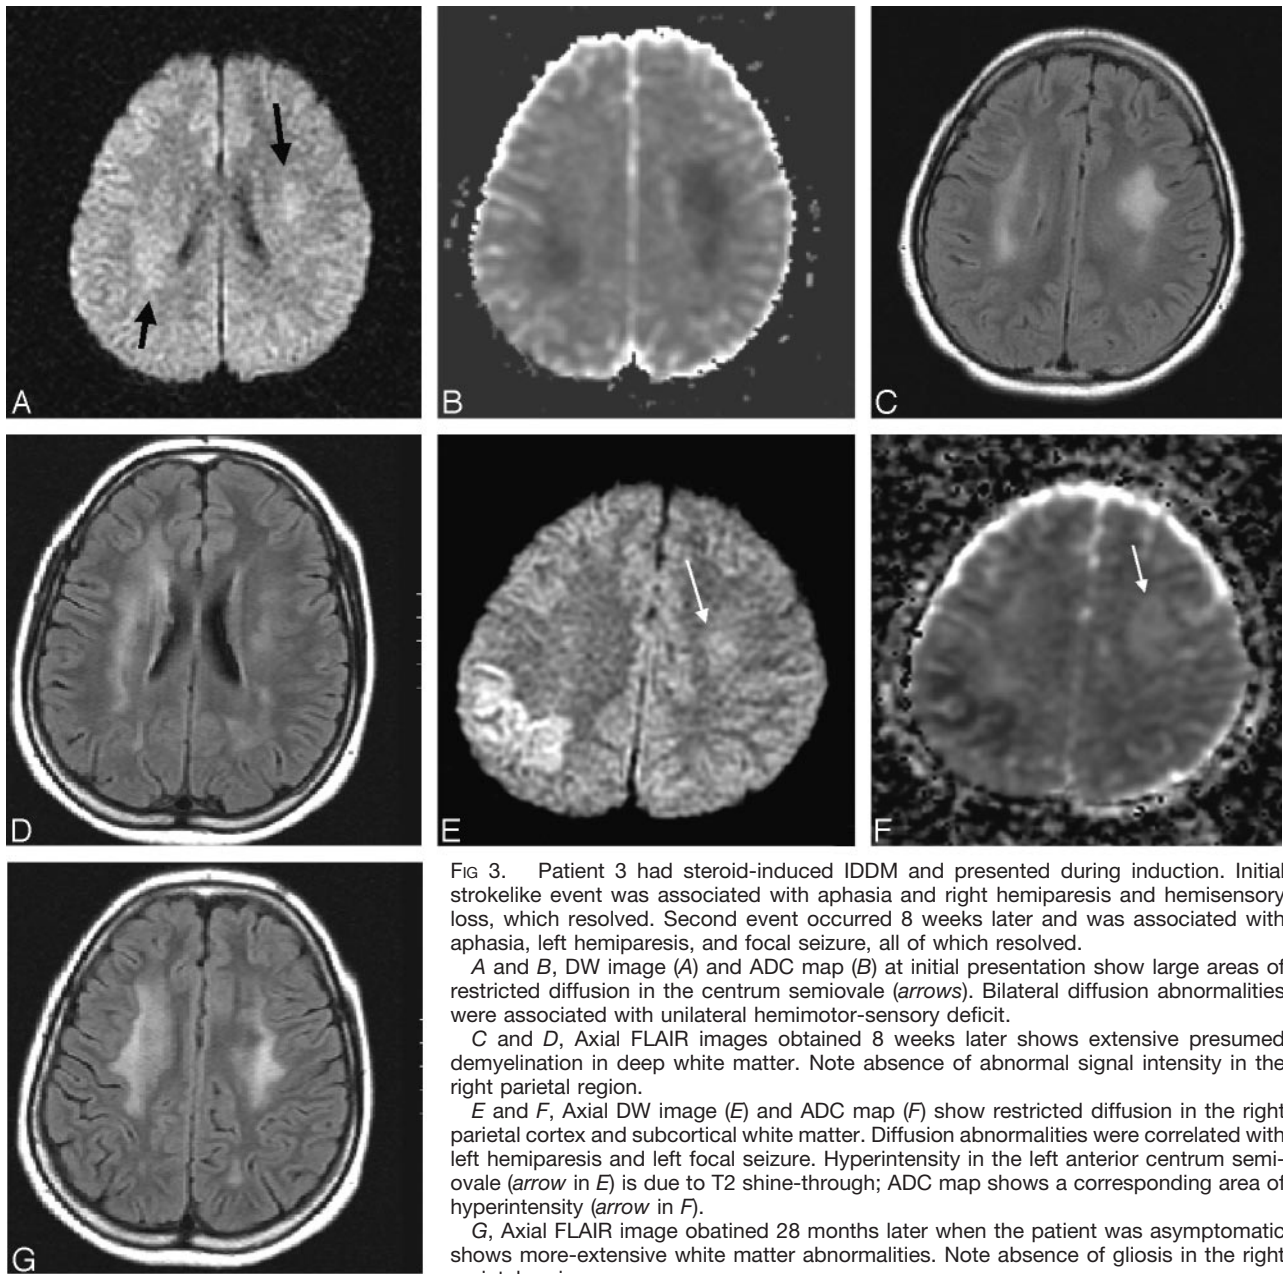 A
B
C
D
E
F
G
FIG 3. Patient 3 had steroid-induced IDDM and presented during induction. Initial
strokelike event was associated with aphasia and right hemiparesis and hemisensory
loss, which resolved. Second event occurred 8 weeks later and was associated with
aphasia, left hemiparesis, and focal seizure, all of which resolved.
A and B, DW image (A) and ADC map (B) at initial presentation show large areas of
restricted diffusion in the centrum semiovale (arrows). Bilateral diffusion abnormalities
were associated with unilateral hemimotor-sensory deficit.
C and D, Axial FLAIR images obtained 8 weeks later shows extensive presumed
demyelination in deep white matter. Note absence of abnormal signal intensity in the
right parietal region.
E and F, Axial DW image (E) and ADC map (F) show restricted diffusion in the right
parietal cortex and subcortical white matter. Diffusion abnormalities were correlated with
left hemiparesis and left focal seizure. Hyperintensity in the left anterior centrum semi-
ovale (arrow in E) is due to T2 shine-through; ADC map shows a corresponding area of
hyperintensity (arrow in F).
G, Axial FLAIR image obatined 28 months later when the patient was asymptomatic
shows more-extensive white matter abnormalities. Note absence of gliosis in the right